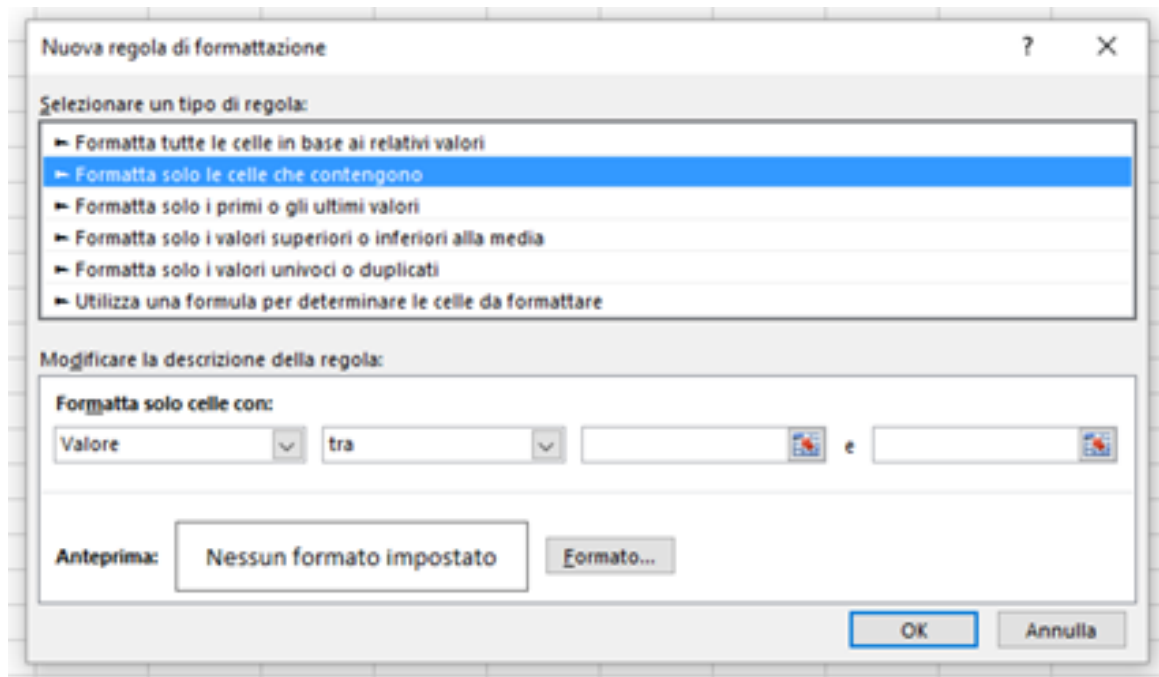 Nuova regola di formattazione ?
Selezionare un tipo di regola:
► Formatta tutte le celle in base ai relativi valori
► Formatta solo le celle che contengono
► Formatta solo i primi o gli ultimi valori
► Formatta solo i valori superiori o inferiori alla media
► Formatta solo i valori univoci o duplicati
► Utilizza una formula per determinare le celle da formattare
Modificare la descrizione della regola:
Formatta solo celle con:
Valore tra e
Anteprima: Nessun formato impostato Formato...
OK Annulla